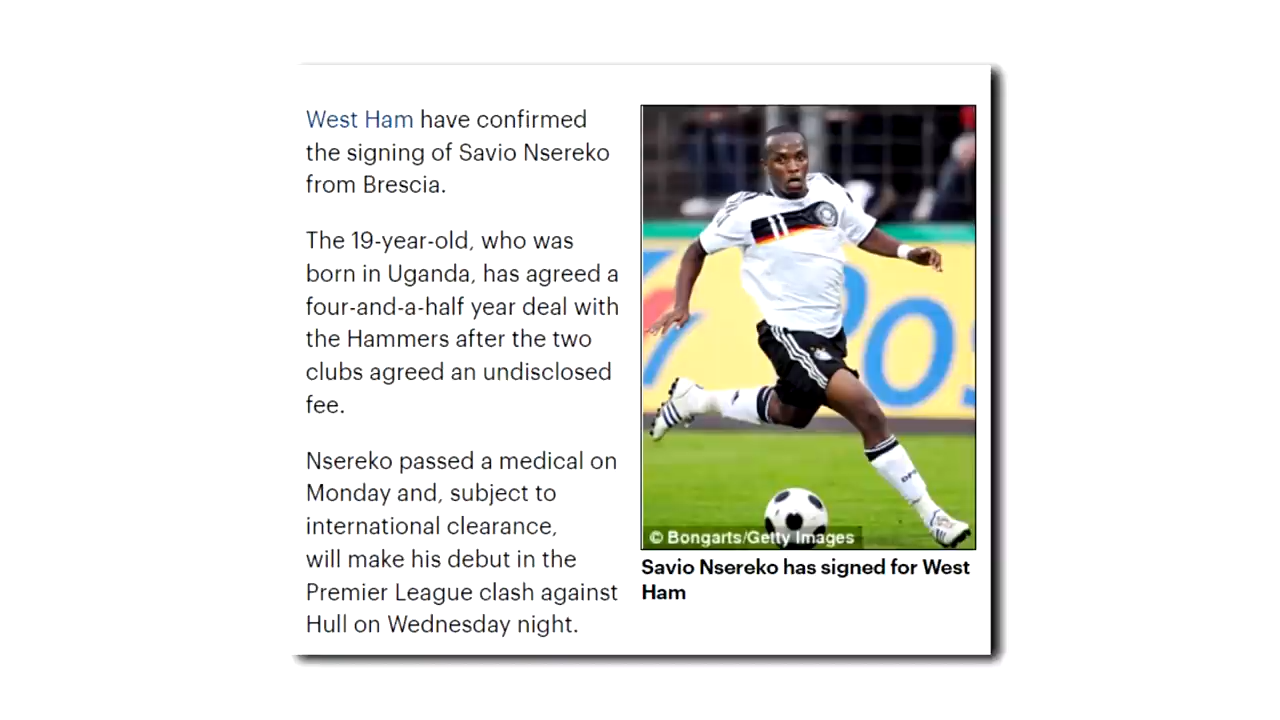 West Ham have confirmed
the signing of Savio Nsereko
from Brescia.
The 19-year-old, who was
born in Uganda, has agreed a
four-and-a-half year deal with
the Hammers after the two
clubs agreed an undisclosed
fee.
Nsereko passed a medical on
Monday and, subject to
international clearance,
will make his debut in the
Premier League clash against
Hull on Wednesday night.
Pos
© Bongarts/Getty Images
Savio Nsereko has signed for West
Ham